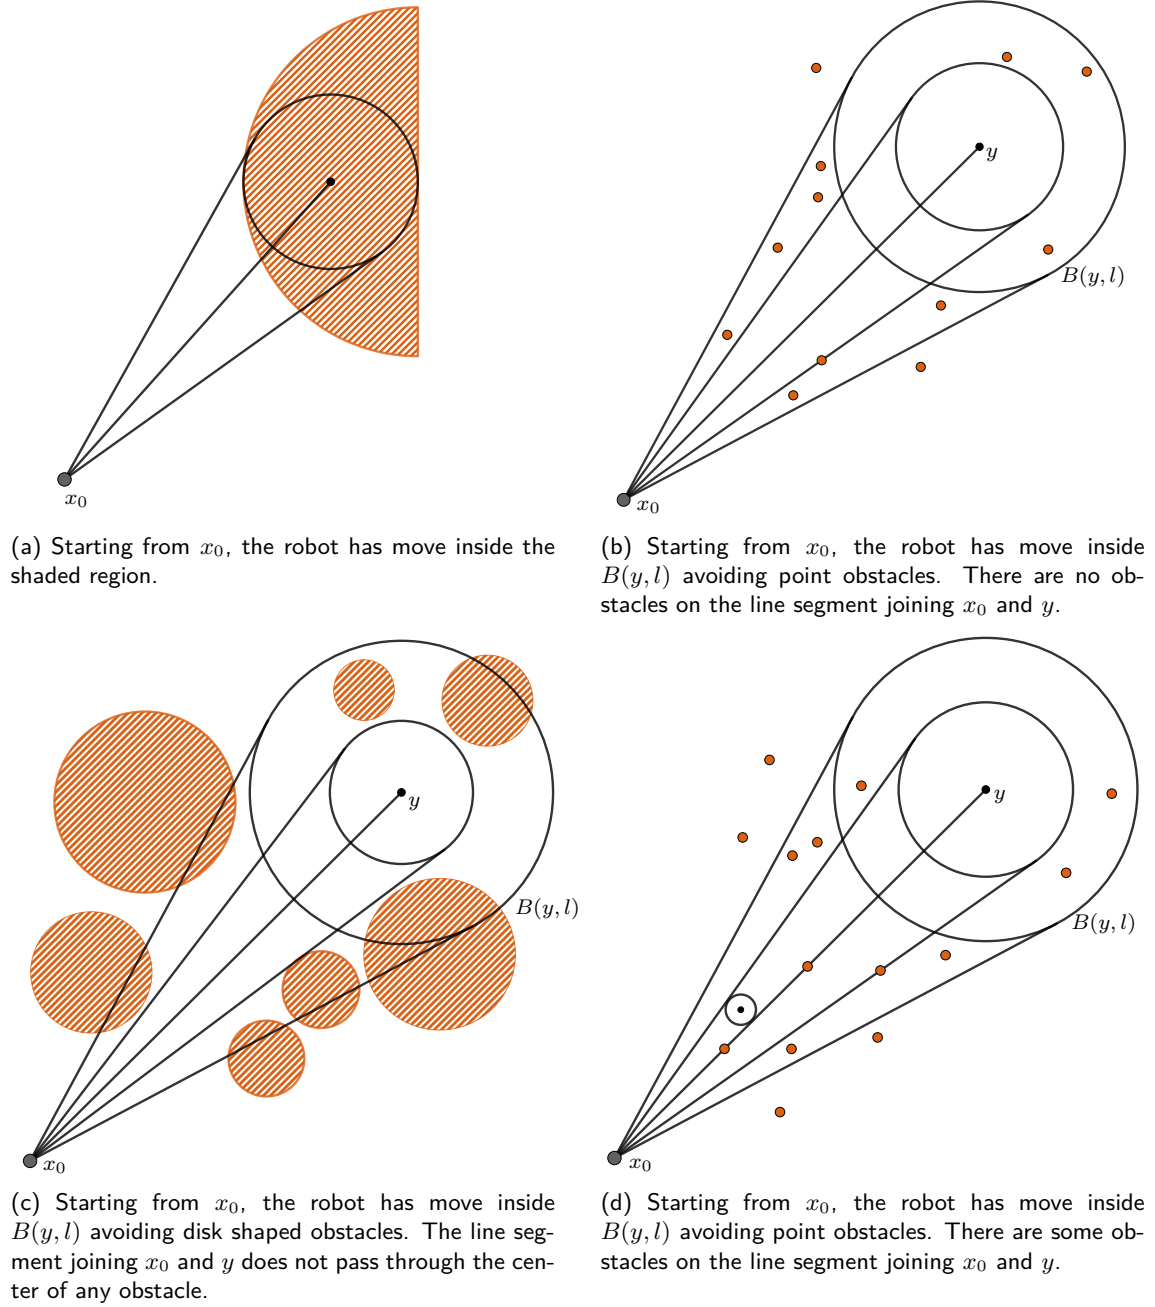 x₀
(a) Starting from x₀, the robot has move inside the
shaded region.
y
B(y, l)
x₀
(b) Starting from x₀, the robot has move inside
B(y, l) avoiding point obstacles. There are no ob-
stacles on the line segment joining x₀ and y.
y
B(y, l)
x₀
(c) Starting from x₀, the robot has move inside
B(y, l) avoiding disk shaped obstacles. The line seg-
ment joining x₀ and y does not pass through the cen-
ter of any obstacle.
y
B(y, l)
x₀
(d) Starting from x₀, the robot has move inside
B(y, l) avoiding point obstacles. There are some ob-
stacles on the line segment joining x₀ and y.